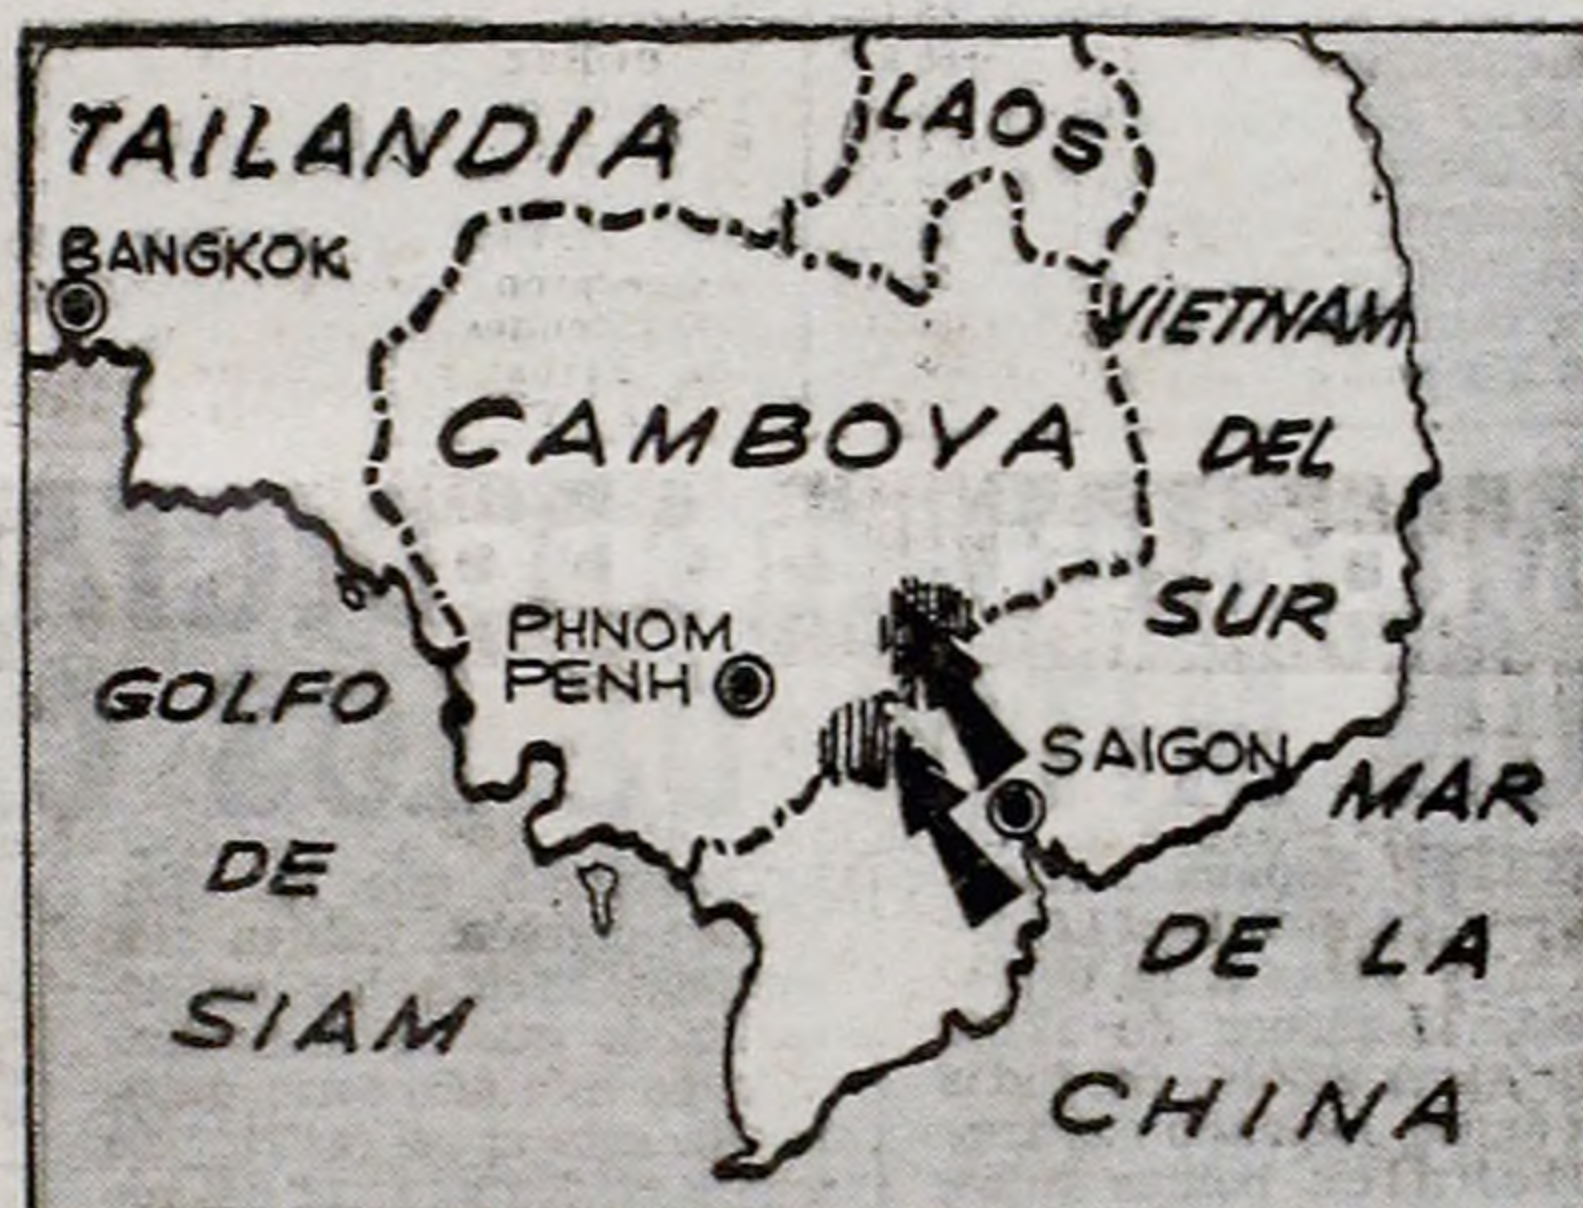 TAILANDIA
LAOS
BANGKOK
VIETNAM
DEL
SUR
CAMBOYA
PHNOM
PENH
SAIGON
GOLFO
DE
SIAM
MAR
DE LA
CHINA